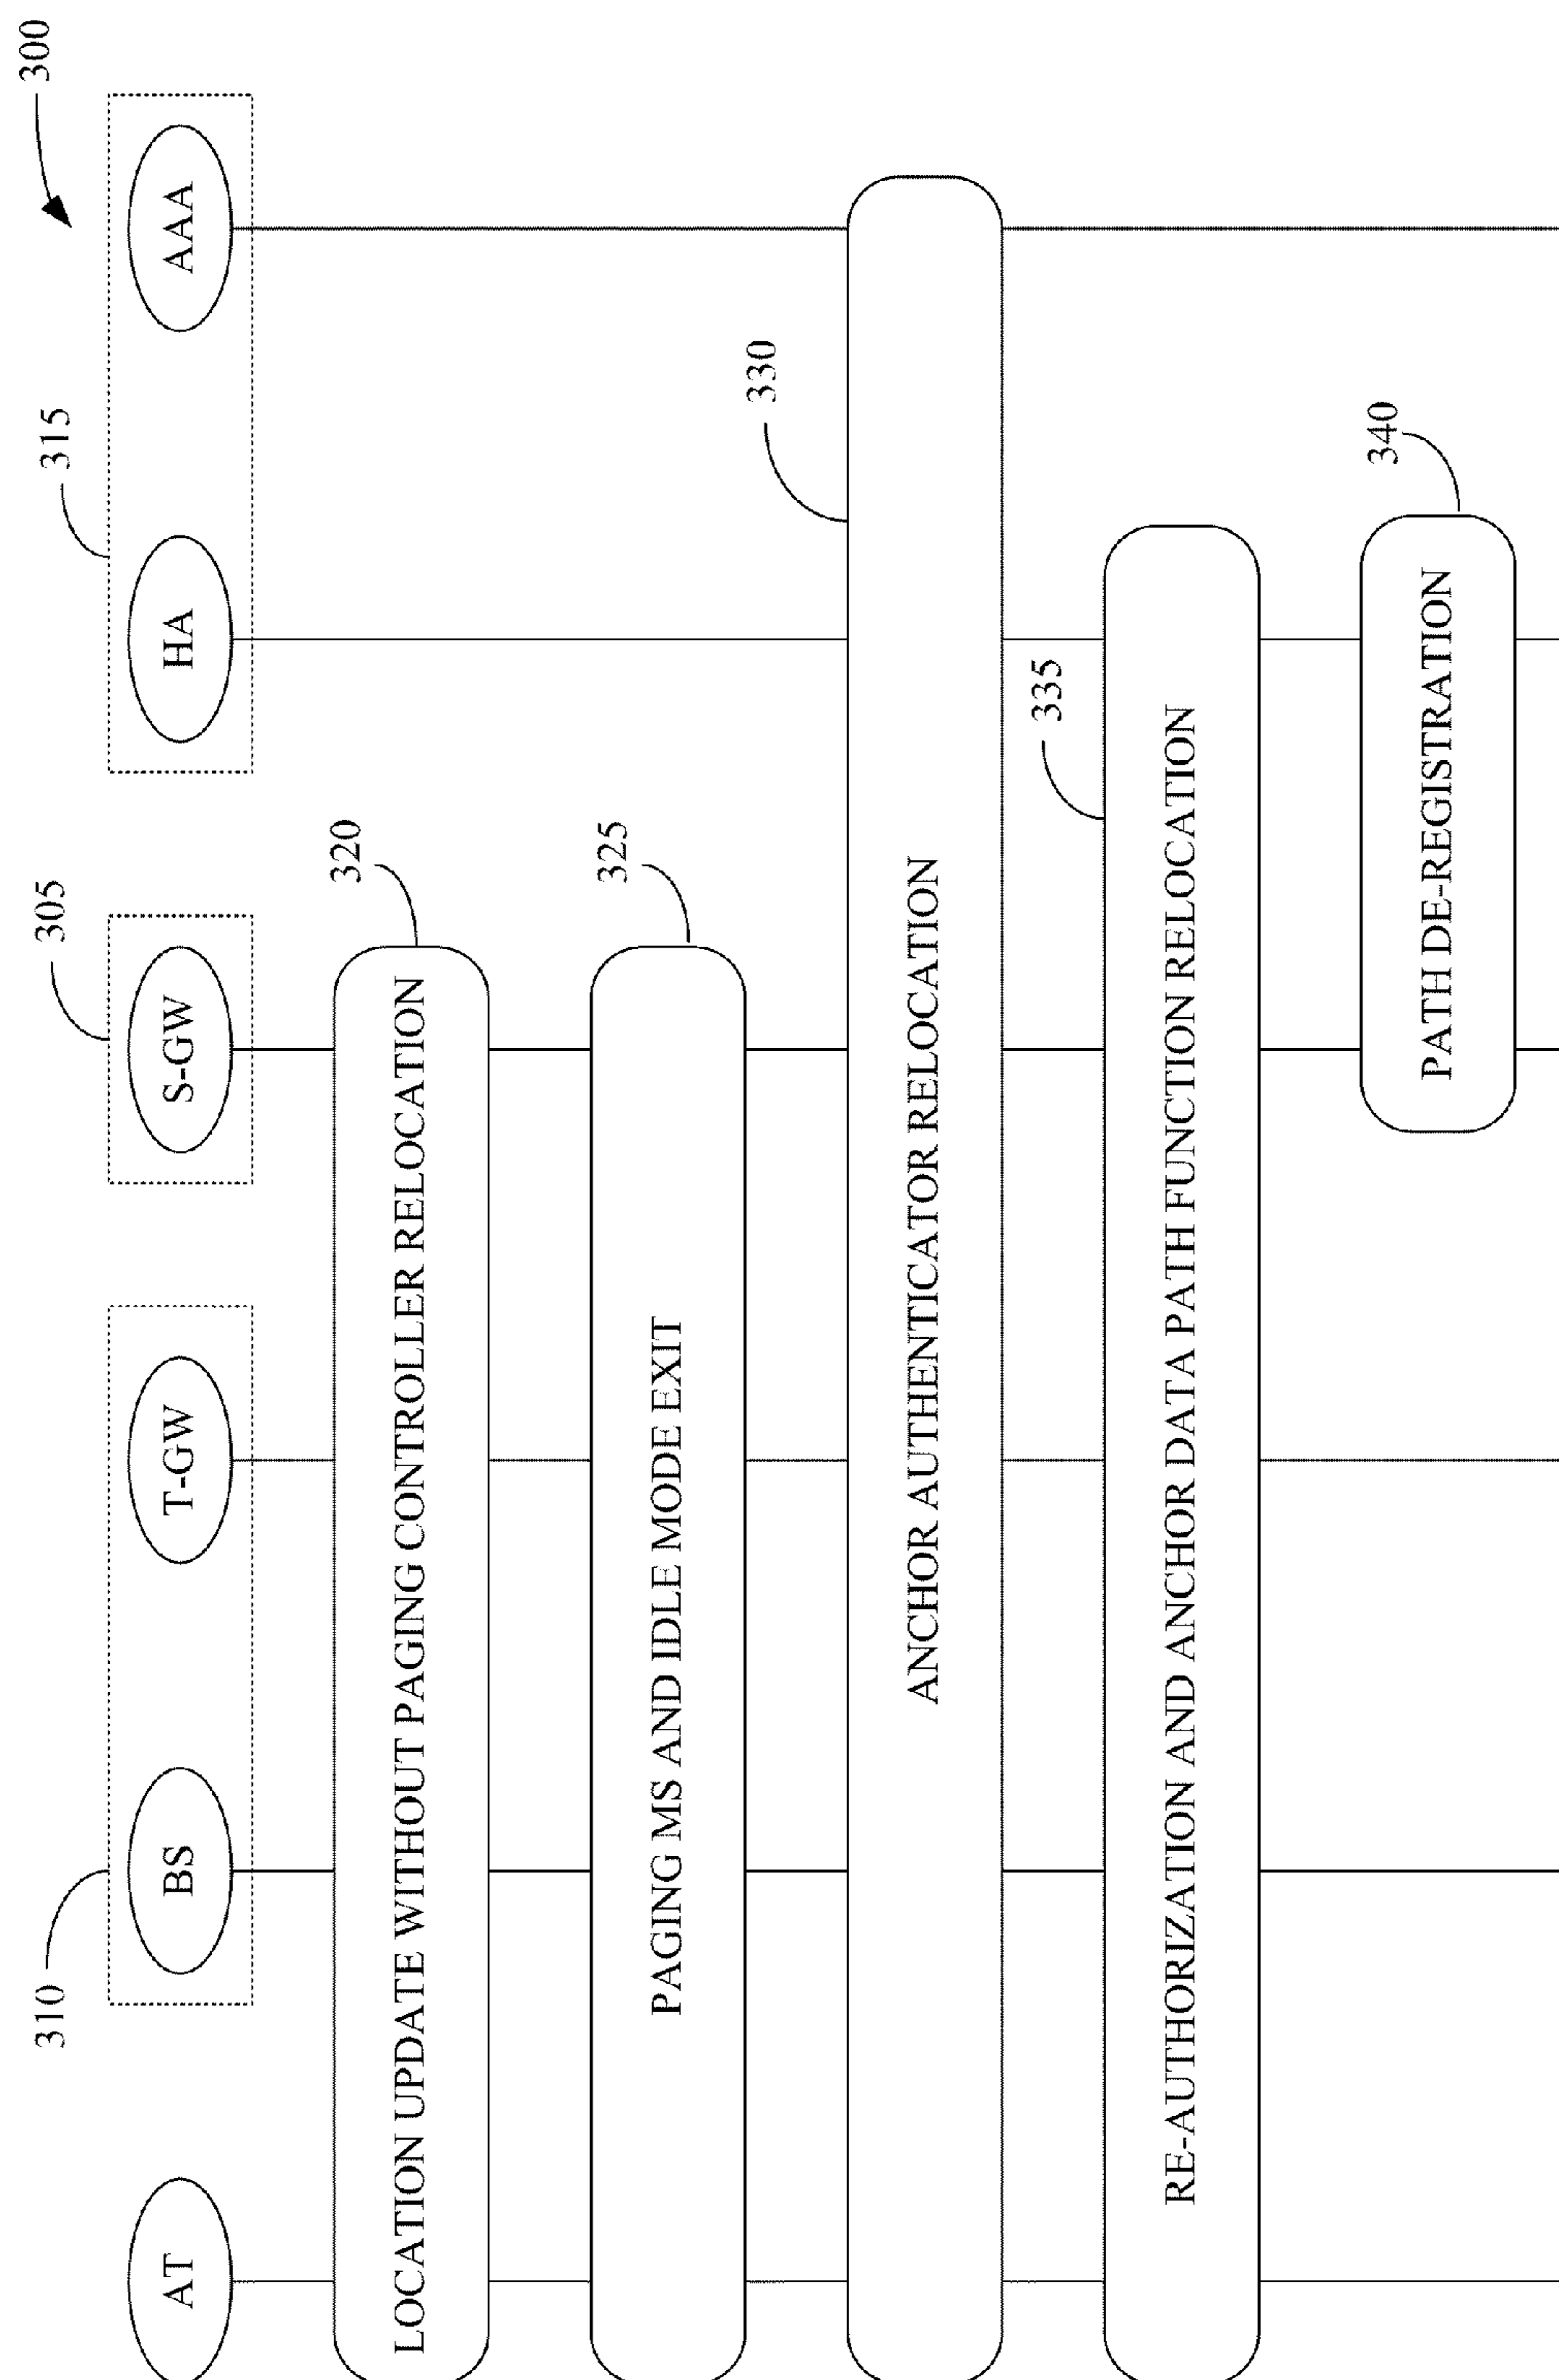 300
310
305
315
AT
BS
T-GW
S-GW
HA
AAA
LOCATION UPDATE WITHOUT PAGING CONTROLLER RELOCATION
320
PAGING MS AND IDLE MODE EXIT
325
ANCHOR AUTHENTICATOR RELOCATION
330
RE-AUTHORIZATION AND ANCHOR DATA PATH FUNCTION RELOCATION
335
PATH DE-REGISTRATION
340